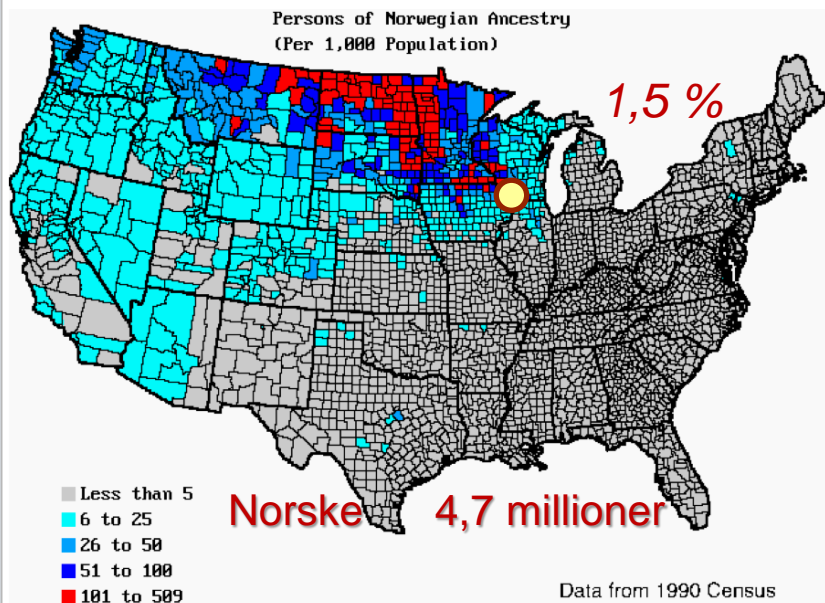 Persons of Norwegian Ancestry
(Per 1,000 Population)
1,5 %
Less than 5
6 to 25
26 to 50
51 to 100
101 to 509
Norske 4,7 millioner
Data from 1990 Census